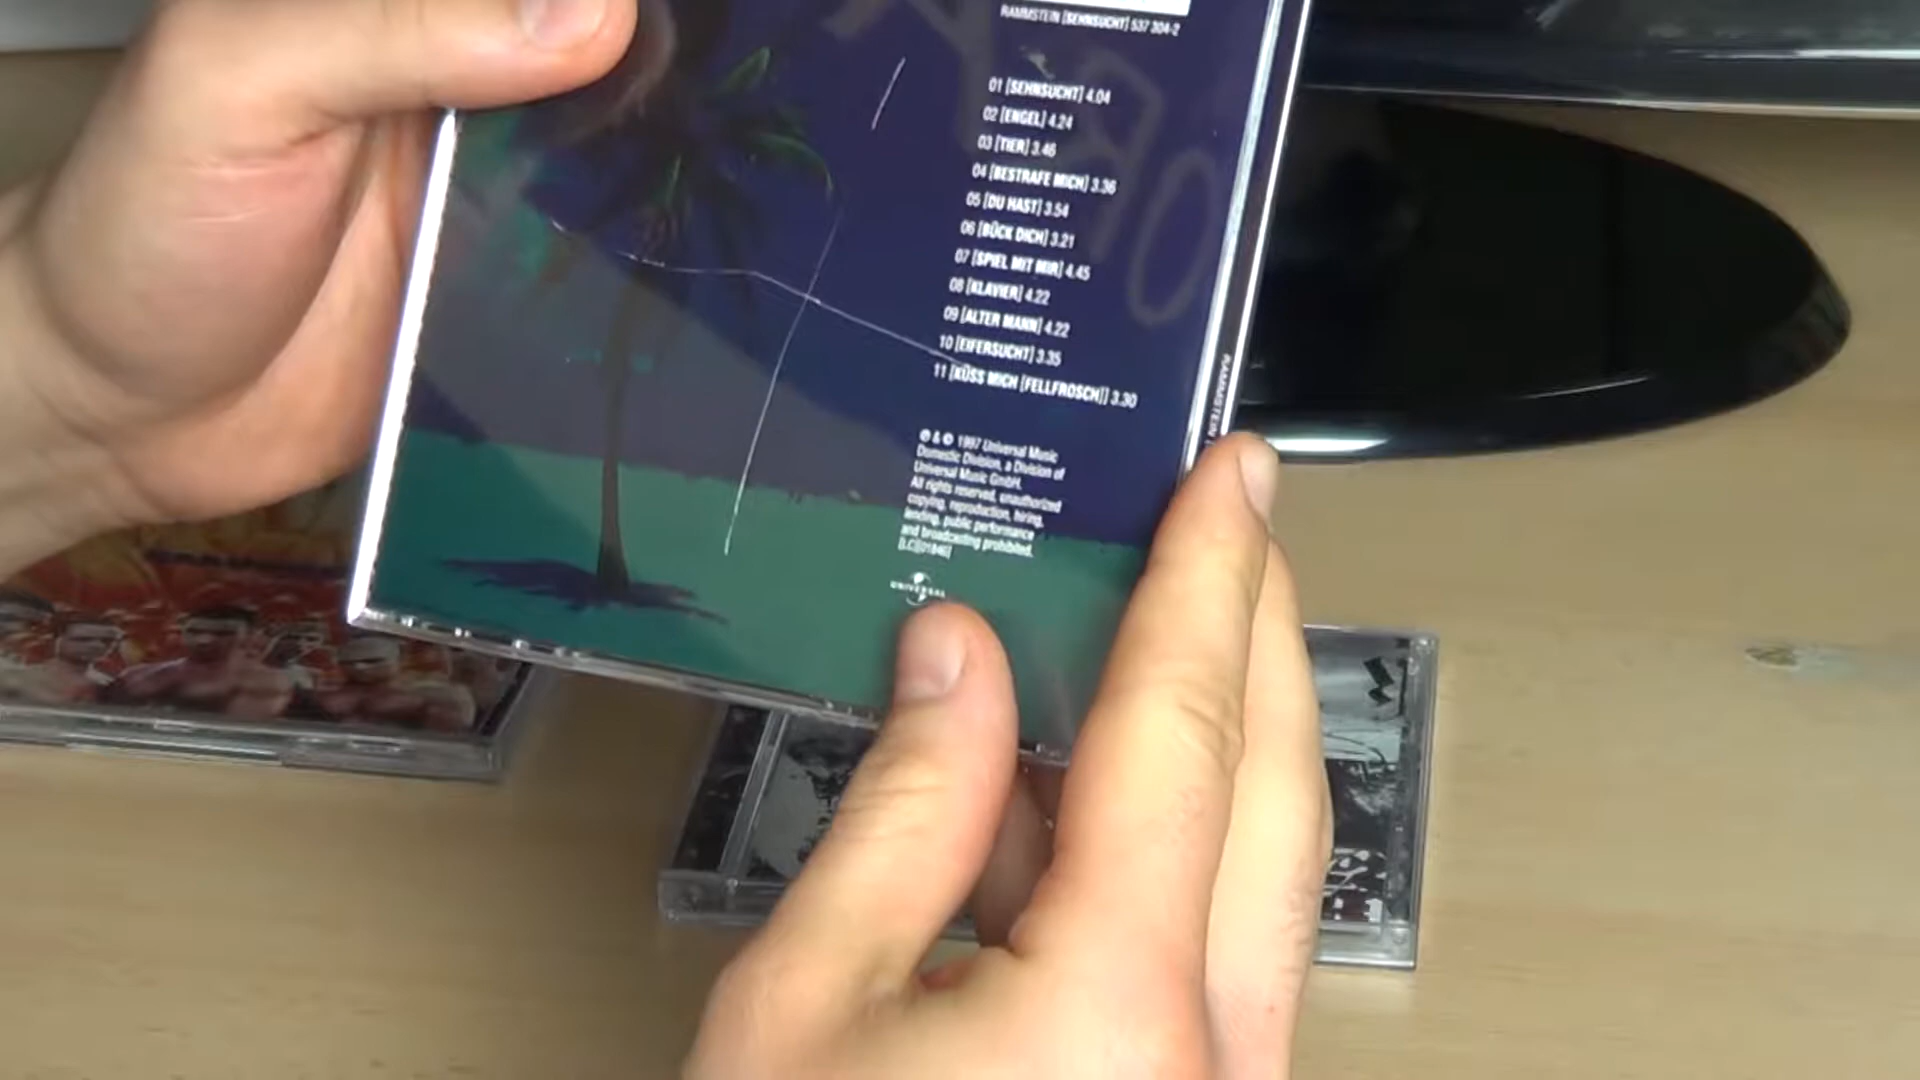 RAMMSTEIN [SEHNSUCHT] 537 304-2
01 [SEHNSUCHT] 4.04
02 [ENGEL] 4.24
03 [TIER] 3.46
04 [BESTRAFE MICH] 3.36
05 [DU HAST] 3.54
06 [BÜCK DICH] 3.21
07 [SPIEL MIT MIR] 4.45
08 [KLAVIER] 4.22
09 [ALTER MANN] 4.22
10 [EIFERSUCHT] 3.35
11 [KÜSS MICH [FELLFROSCH]] 3.30
℗ & © 1997 Universal Music
Domestic Division, a Division of
Universal Music GmbH.
All rights reserved, unauthorized
copying, reproduction, hiring,
lending, public performance
and broadcasting prohibited.
[LC][01846]
UNIVERSAL
RAMMSTEIN